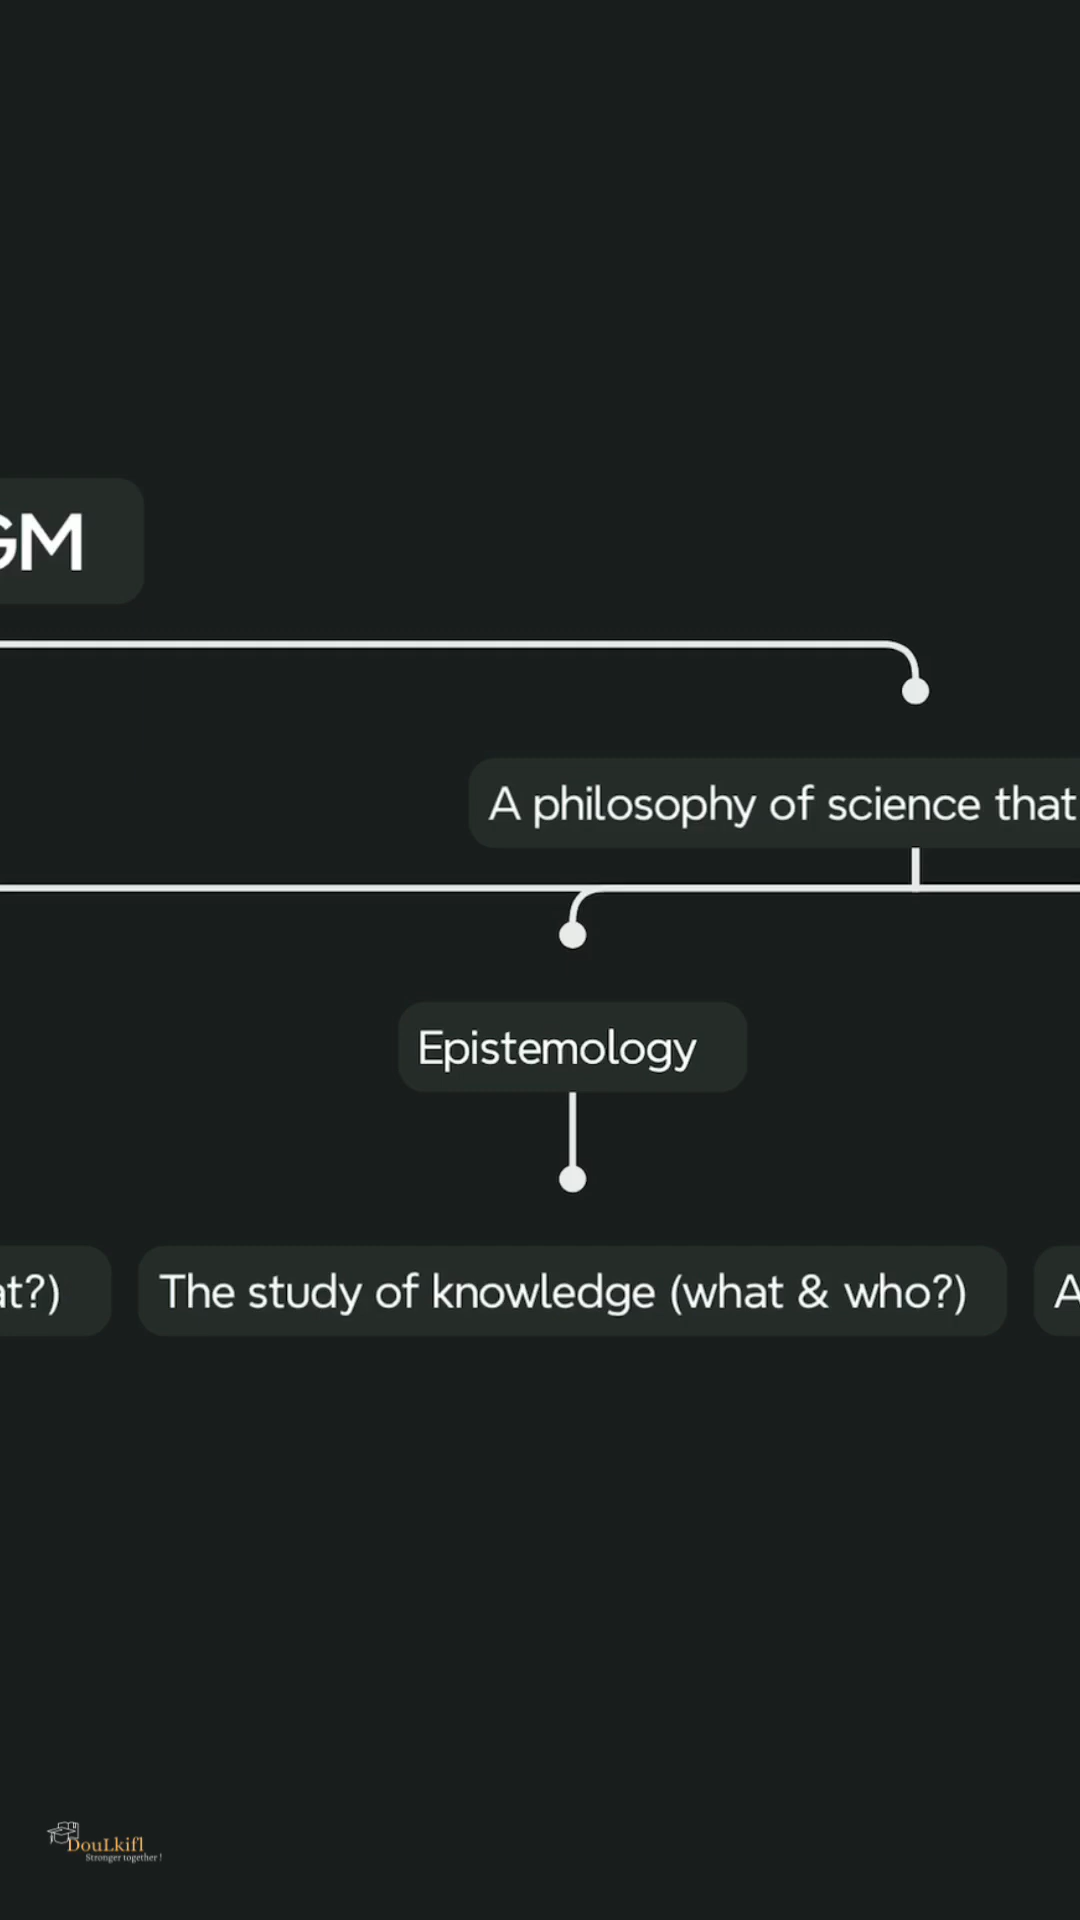 GM
A philosophy of science that
Epistemology
at?)
The study of knowledge (what & who?)
A
DouLkifl
Stronger together !